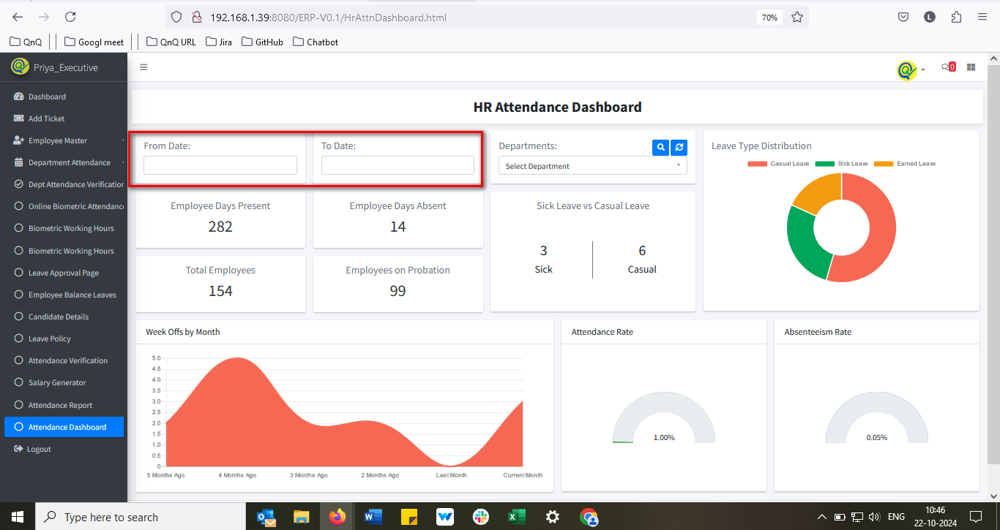 192.168.1.39:8080/ERP-V0.1/HrAttnDashboard.html
70%
L
QnQ
Googl meet
QnQ URL
Jira
GitHub
Chatbot
Priya_Executive
0
Dashboard
Add Ticket
Employee Master
Department Attendance
Dept Attendance Verification
Online Biometric Attendance
Biometric Working Hours
Biometric Working Hours
Leave Approval Page
Employee Balance Leaves
Candidate Details
Leave Policy
Attendance Verification
Salary Generator
Attendance Report
Attendance Dashboard
Logout
HR Attendance Dashboard
From Date:
To Date:
Departments:
Select Department
Leave Type Distribution
Casual Leave
Sick Leave
Earned Leave
Employee Days Present
282
Employee Days Absent
14
Sick Leave vs Casual Leave
3
Sick
6
Casual
Total Employees
154
Employees on Probation
99
Week Offs by Month
5.0
4.5
4.0
3.5
3.0
2.5
2.0
1.5
1.0
0.5
0
5 Months Ago
4 Months Ago
3 Months Ago
2 Months Ago
Last Month
Current Month
Attendance Rate
1.00%
Absenteeism Rate
0.05%
Type here to search
ENG
10:46
22-10-2024